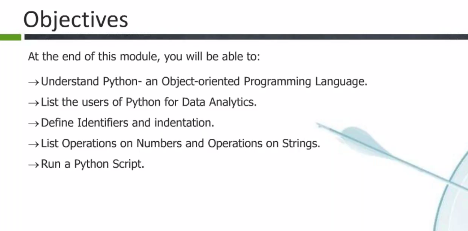 Objectives
At the end of this module, you will be able to:
→Understand Python- an Object-oriented Programming Language.
→List the users of Python for Data Analytics.
→Define Identifiers and indentation.
→List Operations on Numbers and Operations on Strings.
→Run a Python Script.